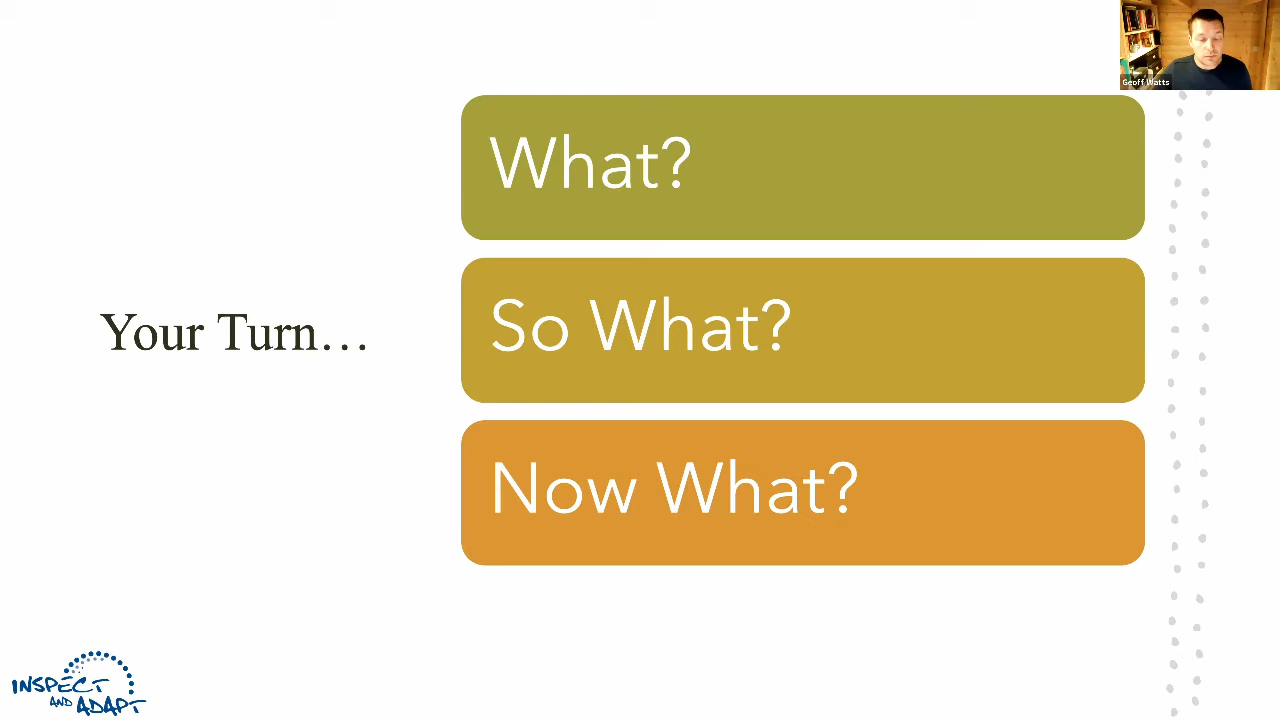 Geoff Watts
What?
So What?
Your Turn…
Now What?
INSPECT
AND ADAPT